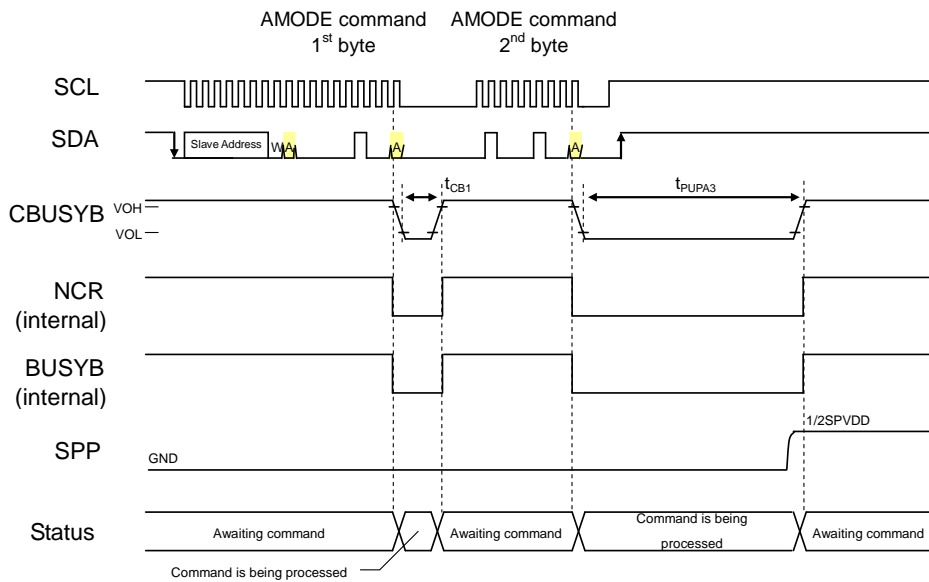 AMODE command
1st byte
AMODE command
2nd byte
SCL
SDA
Slave Address
W
A
A
A
tCB1
tPUPA3
CBUSYB
VOH
VOL
NCR
(internal)
BUSYB
(internal)
1/2SPVDD
SPP
GND
Status
Awaiting command
Awaiting command
Command is being
processed
Awaiting command
Command is being processed